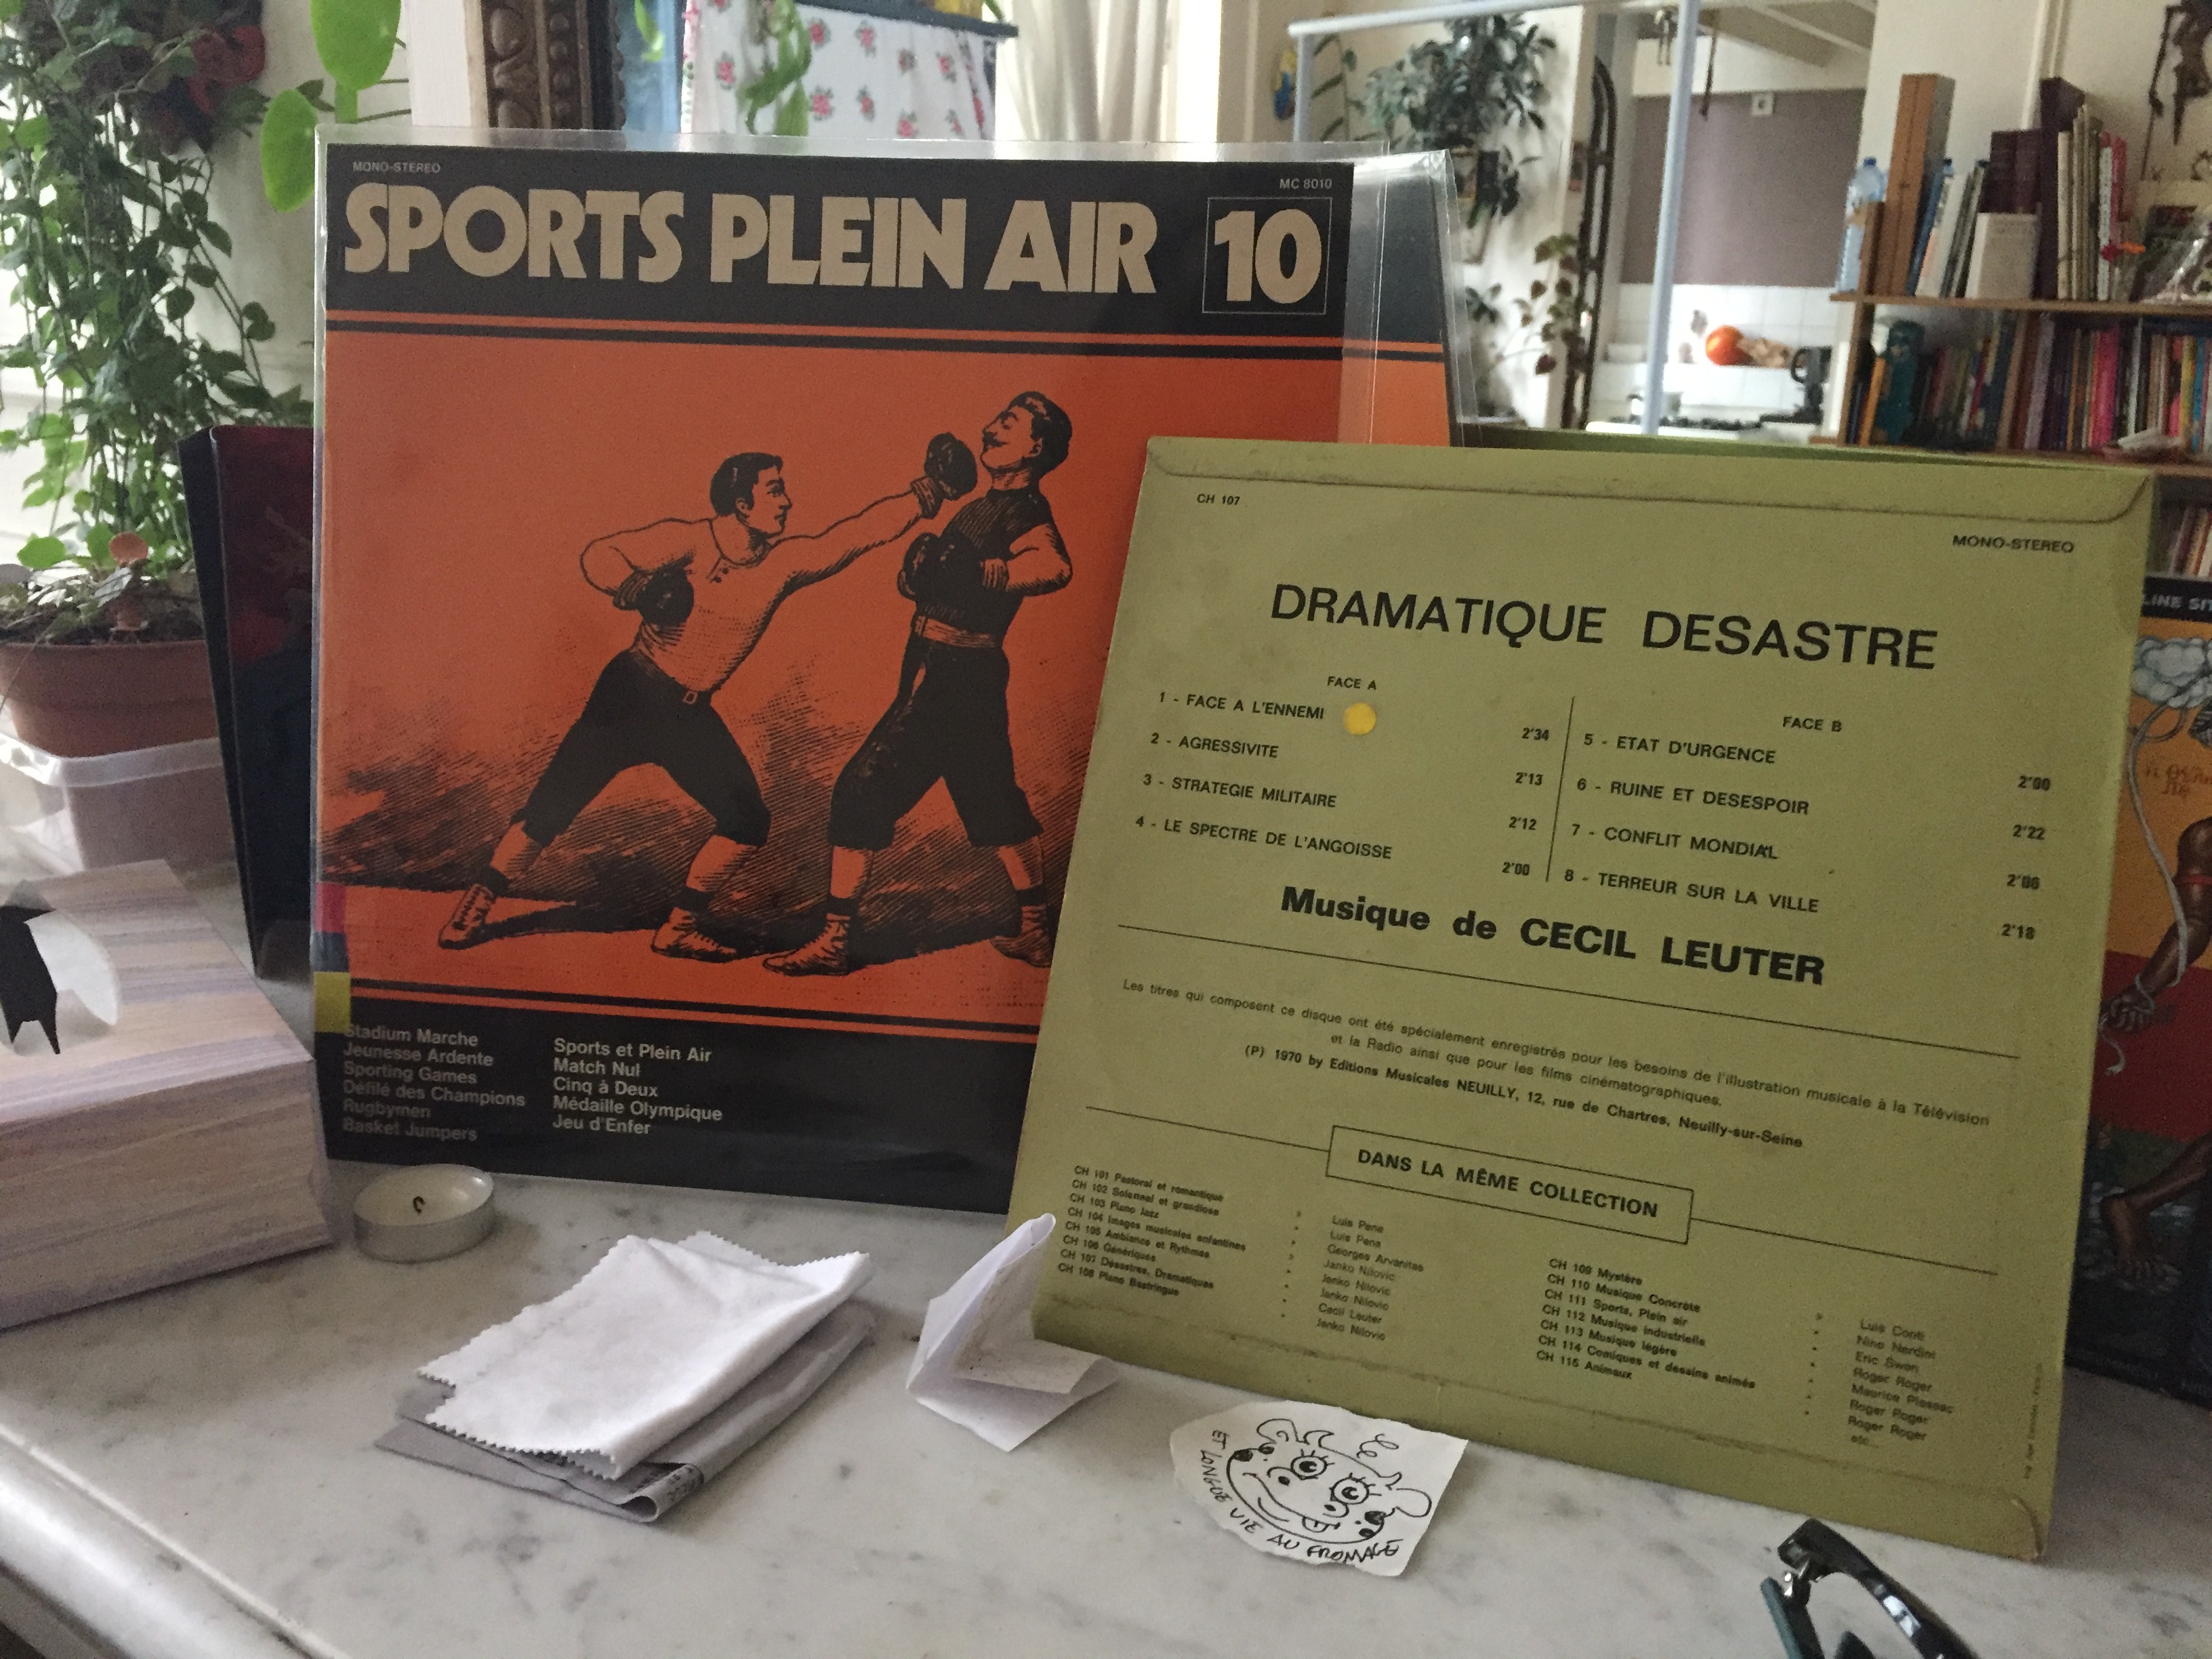 MONO-STEREO
MC 8010
SPORTS PLEIN AIR 10
Stadium Marche
Jeunesse Ardente
Sporting Games
Défilé des Champions
Rugbymen
Basket Jumpers
Sports et Plein Air
Match Nul
Cinq à Deux
Médaille Olympique
Jeu d'Enfer
CH 107
MONO-STEREO
DRAMATIQUE DESASTRE
FACE A
1 - FACE A L'ENNEMI 2'34
2 - AGRESSIVITE 2'13
3 - STRATEGIE MILITAIRE 2'12
4 - LE SPECTRE DE L'ANGOISSE 2'00
FACE B
5 - ETAT D'URGENCE 2'00
6 - RUINE ET DESESPOIR 2'22
7 - CONFLIT MONDIAL 2'06
8 - TERREUR SUR LA VILLE 2'18
Musique de CECIL LEUTER
Les titres qui composent ce disque ont été spécialement enregistrés pour les besoins de l'illustration musicale à la Télévision
et la Radio ainsi que pour les films cinématographiques.
(P) 1970 by Editions Musicales NEUILLY, 12, rue de Chartres, Neuilly-sur-Seine
DANS LA MÊME COLLECTION
CH 101 Pastoral et romantique Luis Pena
CH 102 Solennel et grandiose Luis Pena
CH 103 Piano Jazz Georges Arvanitas
CH 104 Images musicales enfantines Janko Nilovic
CH 105 Ambiance et Rythmes Janko Nilovic
CH 106 Génériques Janko Nilovic
CH 107 Désastres, Dramatiques Cecil Leuter
CH 108 Piano Bastringue Janko Nilovic
CH 109 Mystère Luis Conti
CH 110 Musique Concrète Nino Nardini
CH 111 Sports, Plein air Eric Swan
CH 112 Musique industrielle Roger Roger
CH 113 Musique légère Maurice
CH 114 Comiques et dessins animés Roger Roger
CH 115 Animaux Roger Roger
etc...
ET LONGUE VIE AU FROMAGE
LINE